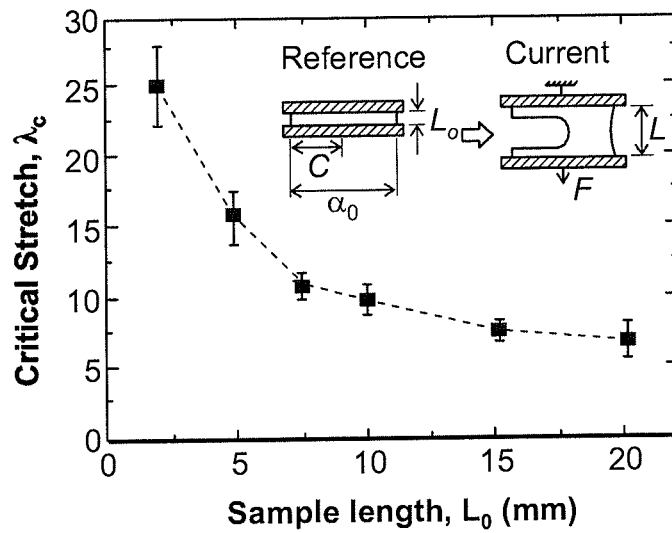 30
25
20
15
10
5
0
Critical Stretch, λc
Reference
Current
Lo
C
α0
L
F
0
5
10
15
20
Sample length, L0 (mm)